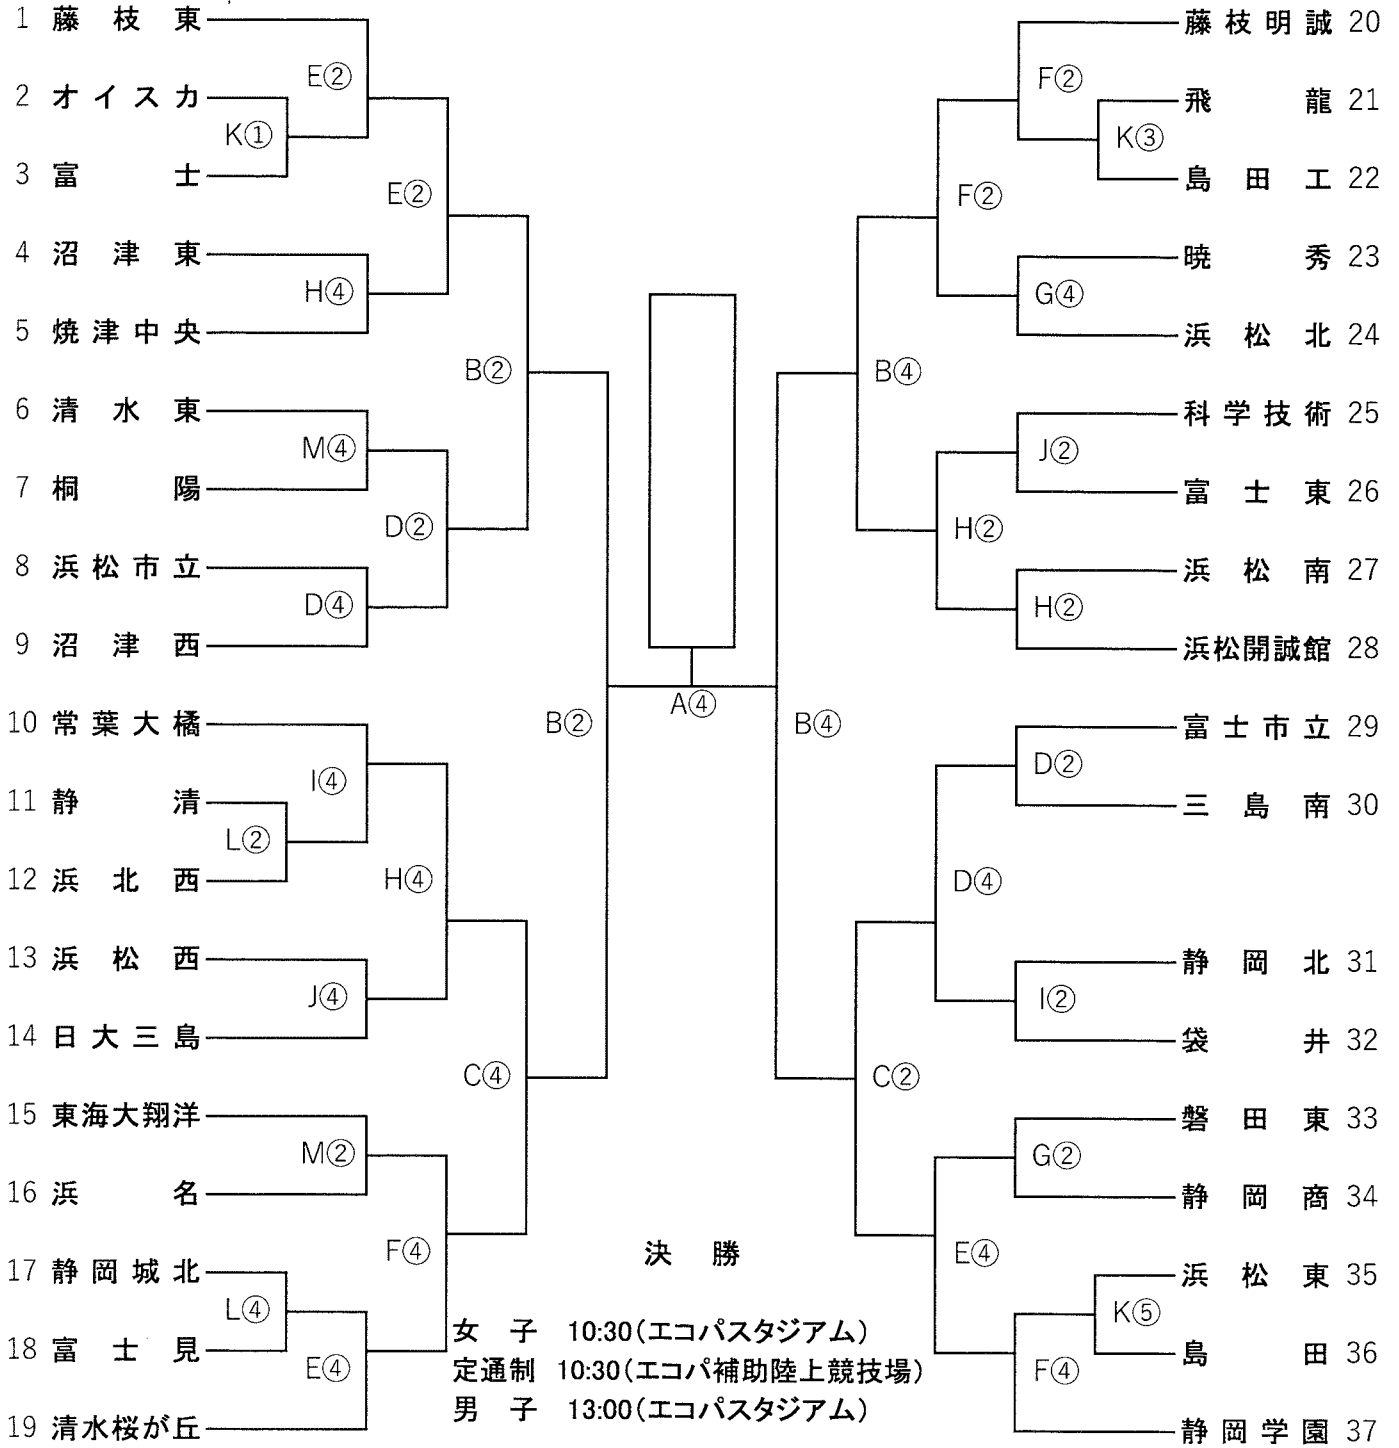 1 藤枝東
E②
2 オイスカ
K①
3 富士
E②
4 沼津東
H④
5 焼津中央
B②
6 清水東
M④
7 桐陽
D②
8 浜松市立
D④
9 沼津西
B②
10 常葉大橘
I④
11 静清
L②
12 浜北西
H④
13 浜松西
J④
14 日大三島
C④
15 東海大翔洋
M②
16 浜名
F④
17 静岡城北
L④
18 富士見
E④
19 清水桜が丘
A④
藤枝明誠 20
F②
飛龍 21
K③
島田工 22
F②
暁秀 23
G④
浜松北 24
B④
科学技術 25
J②
富士東 26
H②
浜松南 27
H②
浜松開誠館 28
B④
富士市立 29
D②
三島南 30
D④
静岡北 31
I②
袋井 32
C②
磐田東 33
G②
静岡商 34
E④
浜松東 35
K⑤
島田 36
F④
静岡学園 37
決勝
女子 10:30(エコパスタジアム)
定通制 10:30(エコパ補助陸上競技場)
男子 13:00(エコパスタジアム)